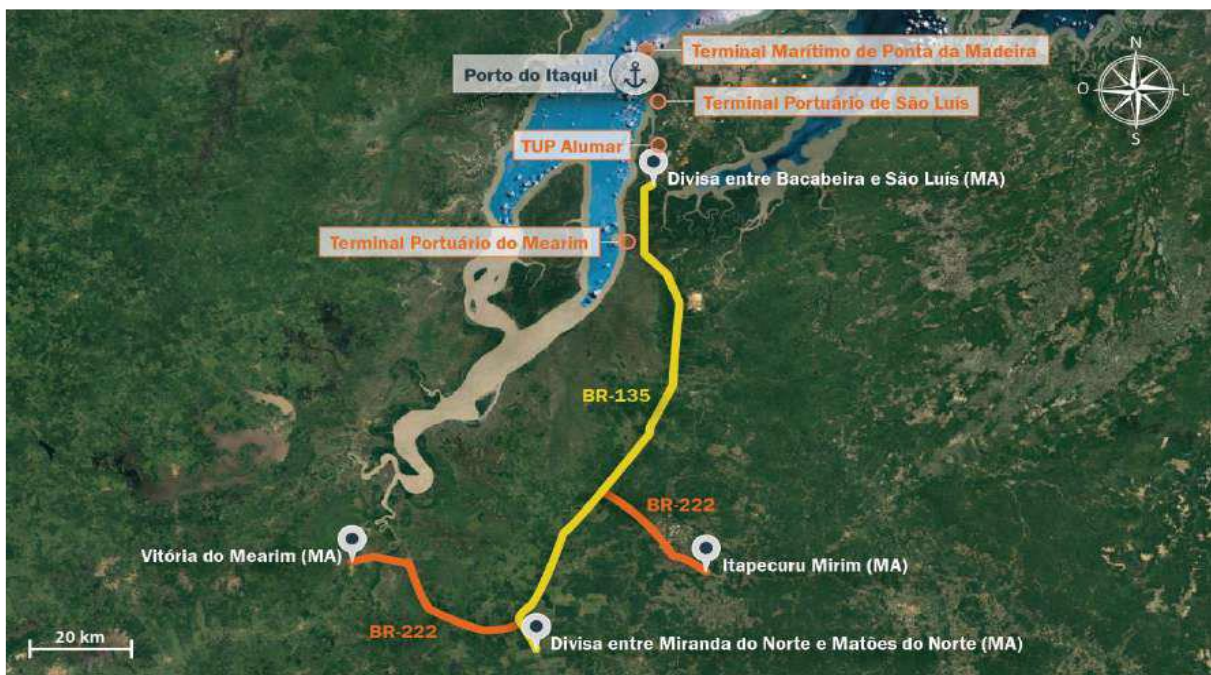 Terminal Marítimo de Ponta da Madeira
Porto do Itaqui
Terminal Portuário de São Luís
TUP Alumar
Divisa entre Bacabeira e São Luís (MA)
Terminal Portuário do Mearim
N
O
L
S
BR-135
BR-222
Vitória do Mearim (MA)
Itapecuru Mirim (MA)
BR-222
Divisa entre Miranda do Norte e Matões do Norte (MA)
20 km